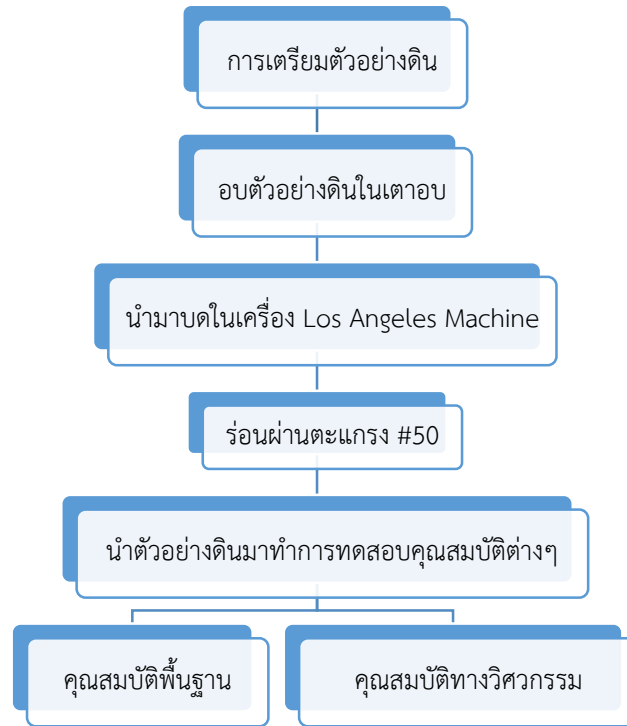 การเตรียมตัวอย่างดิน
อบตัวอย่างดินในเตาอบ
นำมาบดในเครื่อง Los Angeles Machine
ร่อนผ่านตะแกรง #50
นำตัวอย่างดินมาทำการทดสอบคุณสมบัติต่างๆ
คุณสมบัติพื้นฐาน
คุณสมบัติทางวิศวกรรม